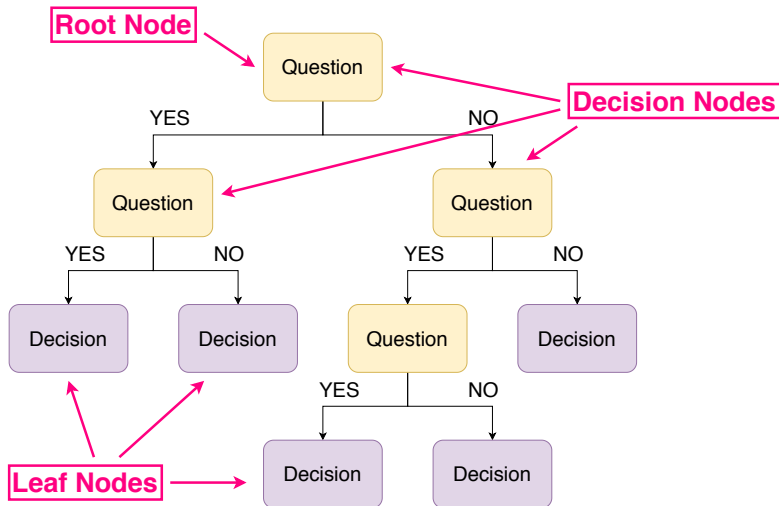 Root Node
Question
Decision Nodes
YES
NO
Question
Question
YES
NO
YES
NO
Decision
Decision
Question
Decision
YES
NO
Leaf Nodes
Decision
Decision